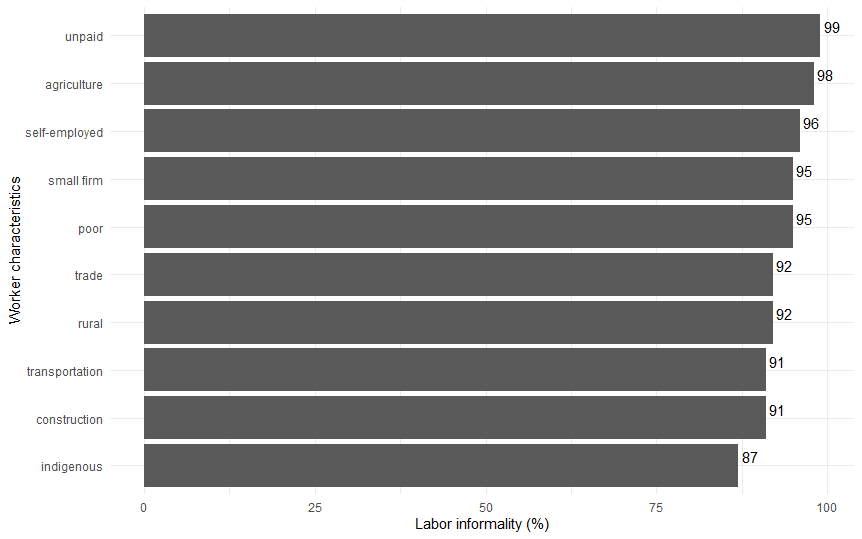 Worker characteristics
unpaid 99
agriculture 98
self-employed 96
small firm 95
poor 95
trade 92
rural 92
transportation 91
construction 91
indigenous 87
0 25 50 75 100
Labor informality (%)